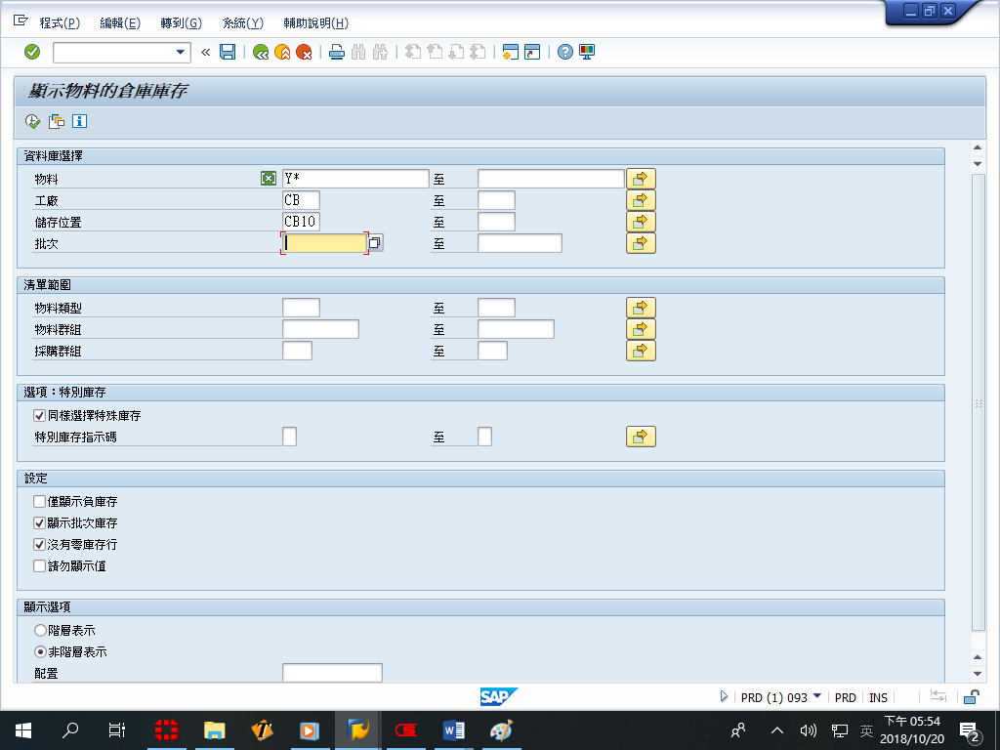 程式(P) 編輯(E) 轉到(G) 系統(Y) 輔助說明(H)
顯示物料的倉庫庫存
資料庫選擇
物料 Y* 至
工廠 CB 至
儲存位置 CB10 至
批次 至
清單範圍
物料類型 至
物料群組 至
採購群組 至
選項：特別庫存
同樣選擇特殊庫存
特別庫存指示碼 至
設定
僅顯示負庫存
顯示批次庫存
沒有零庫存行
請勿顯示值
顯示選項
階層表示
非階層表示
配置
SAP PRD (1) 093 PRD INS
英 下午 05:54
2018/10/20 2